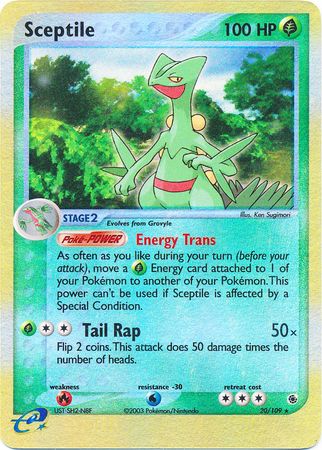 Sceptile 100 HP
Illus. Ken Sugimori
STAGE2 Evolves from Grovyle
Poké-POWER Energy Trans
As often as you like during your turn (before your
attack), move a Energy card attached to 1 of
your Pokémon to another of your Pokémon. This
power can't be used if Sceptile is affected by a
Special Condition.
Tail Rap 50×
Flip 2 coins. This attack does 50 damage times the
number of heads.
weakness resistance -30 retreat cost
©2003 Pokémon/Nintendo 20/109 ★